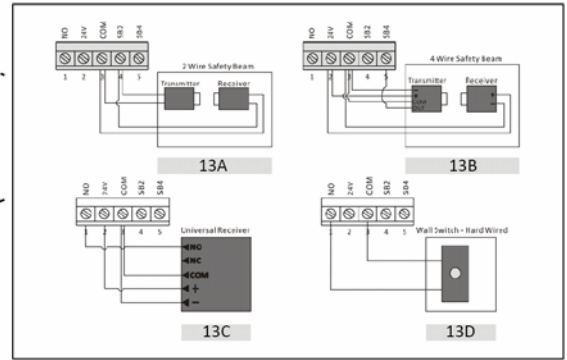 NO 24V COM SB2 SB4
1 2 3 4 5
2 Wire Safety Beam
Transmitter Receiver
13A
NO 24V COM SB2 SB4
1 2 3 4 5
4 Wire Safety Beam
Transmitter Receiver
-
+
COM
OUT
+
-
13B
NO 24V COM SB2 SB4
1 2 3 4 5
Universal Receiver
NO
NC
COM
+
-
13C
NO 24V COM SB2 SB4
1 2 3 4 5
Wall Switch - Hard Wired
13D